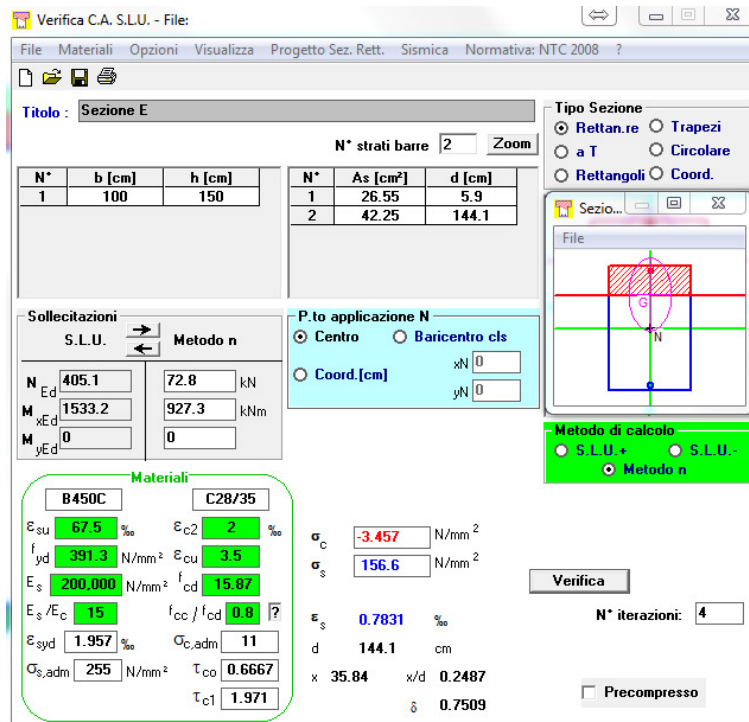 Verifica C.A. S.L.U. - File:
File Materiali Opzioni Visualizza Progetto Sez. Rett. Sismica Normativa: NTC 2008 ?
Titolo : Sezione E
N° strati barre 2 Zoom
N° b [cm] h [cm]
1 100 150
N° As [cm²] d [cm]
1 26.55 5.9
2 42.25 144.1
Tipo Sezione
Rettan.re Trapezi
a T Circolare
Rettangoli Coord.
Sezio...
File
G
N
Sollecitazioni
S.L.U. Metodo n
N Ed 405.1 72.8 kN
M xEd 1533.2 927.3 kNm
M yEd 0 0
P.to applicazione N
Centro Baricentro cls
Coord.[cm] xN 0
yN 0
Metodo di calcolo
S.L.U.+ S.L.U.-
Metodo n
Materiali
B450C C28/35
εsu 67.5 ‰ εc2 2 ‰
fyd 391.3 N/mm² εcu 3.5
Es 200,000 N/mm² fcd 15.87
Es/Ec 15 fcc / fcd 0.8 ?
εsyd 1.957 ‰ σc,adm 11
σs,adm 255 N/mm² τco 0.6667
τc1 1.971
σc -3.457 N/mm²
σs 156.6 N/mm²
εs 0.7831 ‰
d 144.1 cm
x 35.84 x/d 0.2487
δ 0.7509
Verifica
N° iterazioni: 4
Precompresso